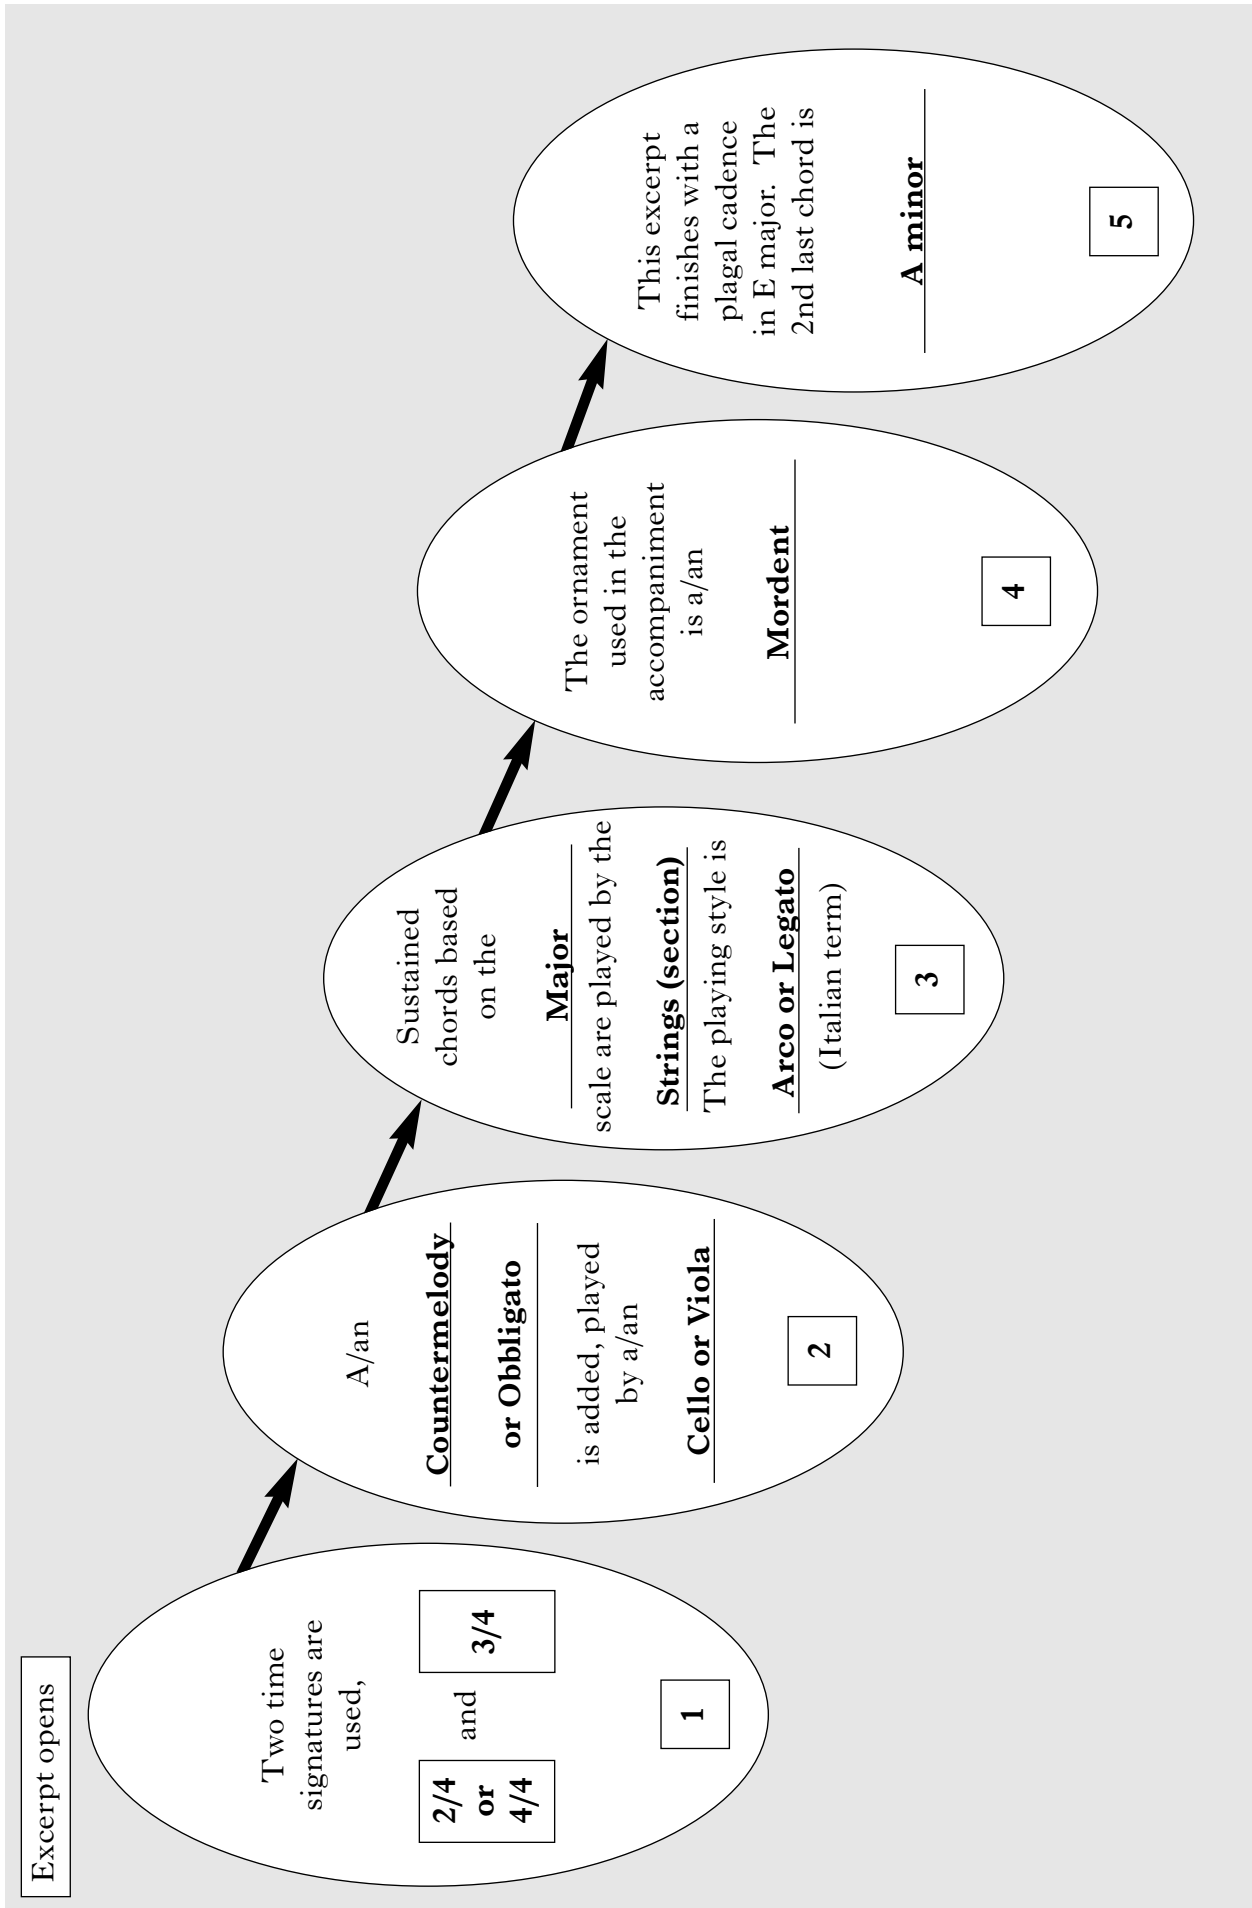 Excerpt opens
Two time
signatures are
used,
2/4
or
4/4
and
3/4
1
A/an
Countermelody
or Obbligato
is added, played
by a/an
Cello or Viola
2
Sustained
chords based
on the
Major
scale are played by the
Strings (section)
The playing style is
Arco or Legato
(Italian term)
3
The ornament
used in the
accompaniment
is a/an
Mordent
4
This excerpt
finishes with a
plagal cadence
in E major. The
2nd last chord is
A minor
5